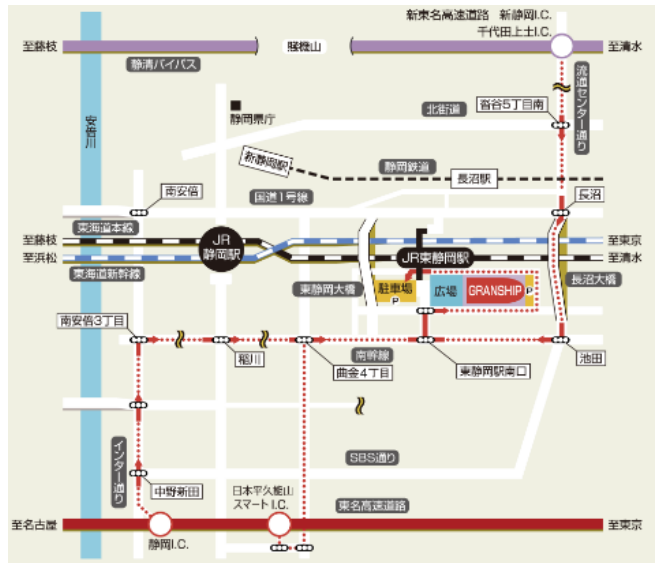 新東名高速道路 新静岡I.C.
千代田上土I.C.
至藤枝
賤機山
至清水
静清バイパス
流通センター通り
安倍川
北街道
沓谷5丁目南
静岡県庁
新静岡駅
静岡鉄道
長沼駅
南安倍
国道1号線
長沼
東海道本線
至藤枝
至浜松
JR
静岡駅
JR東静岡駅
至東京
至清水
東海道新幹線
東静岡大橋
駐車場
P
広場
GRANSHIP
P
長沼大橋
南安倍3丁目
稲川
南幹線
曲金4丁目
東静岡駅南口
池田
インター通り
SBS通り
中野新田
日本平久能山
スマートI.C.
東名高速道路
至名古屋
至東京
静岡I.C.